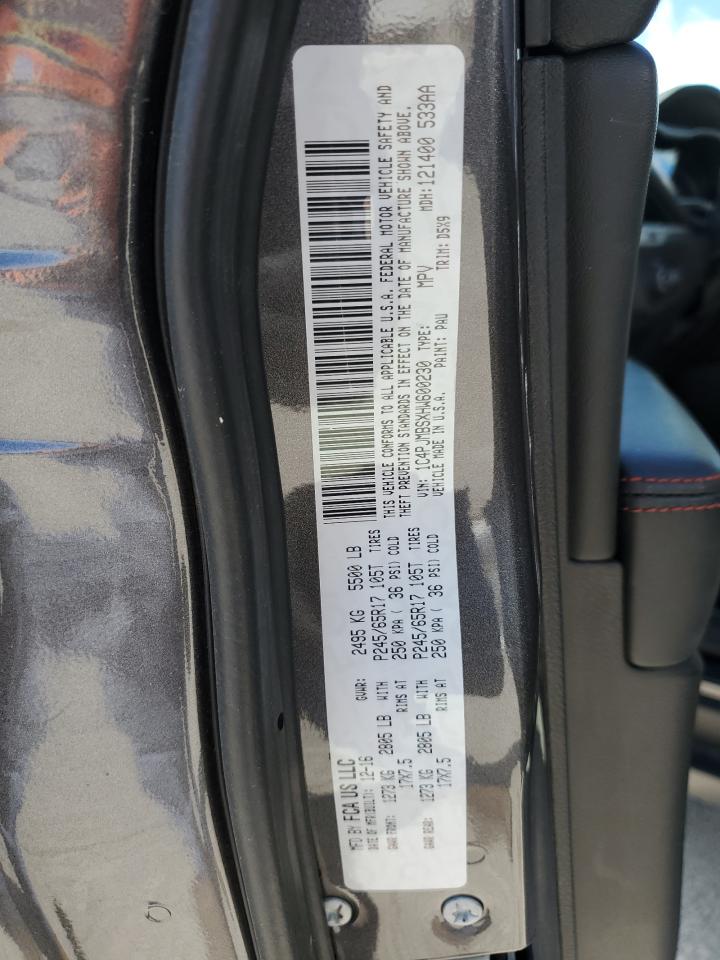 MFD BY FCA US LLC
DATE OF MFR(BUILT): 12-16 GVWR: 2495 KG 5500 LB
GAWR FRONT: 1273 KG 2805 LB WITH P245/65R17 105T TIRES
17X7.5 RIMS AT 250 KPA ( 36 PSI) COLD
GAWR REAR: 1273 KG 2805 LB WITH P245/65R17 105T TIRES
17X7.5 RIMS AT 250 KPA ( 36 PSI) COLD
THIS VEHICLE CONFORMS TO ALL APPLICABLE U.S.A. FEDERAL MOTOR VEHICLE SAFETY AND
THEFT PREVENTION STANDARDS IN EFFECT ON THE DATE OF MANUFACTURE SHOWN ABOVE.
VIN: 1C4PJMBSXHW600230 TYPE: MPV MDH: 121400 533AA
VEHICLE MADE IN U.S.A. PAINT: PAU TRIM: D5X9